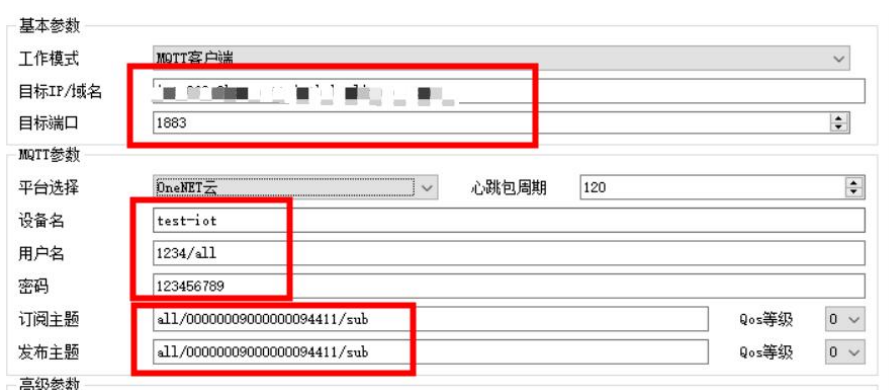 基本参数
工作模式 MQTT客户端
目标IP/域名
目标端口 1883
MQTT参数
平台选择 OneNET云 心跳包周期 120
设备名 test-iot
用户名 1234/all
密码 123456789
订阅主题 all/00000009000000094411/sub Qos等级 0
发布主题 all/00000009000000094411/sub Qos等级 0
高级参数